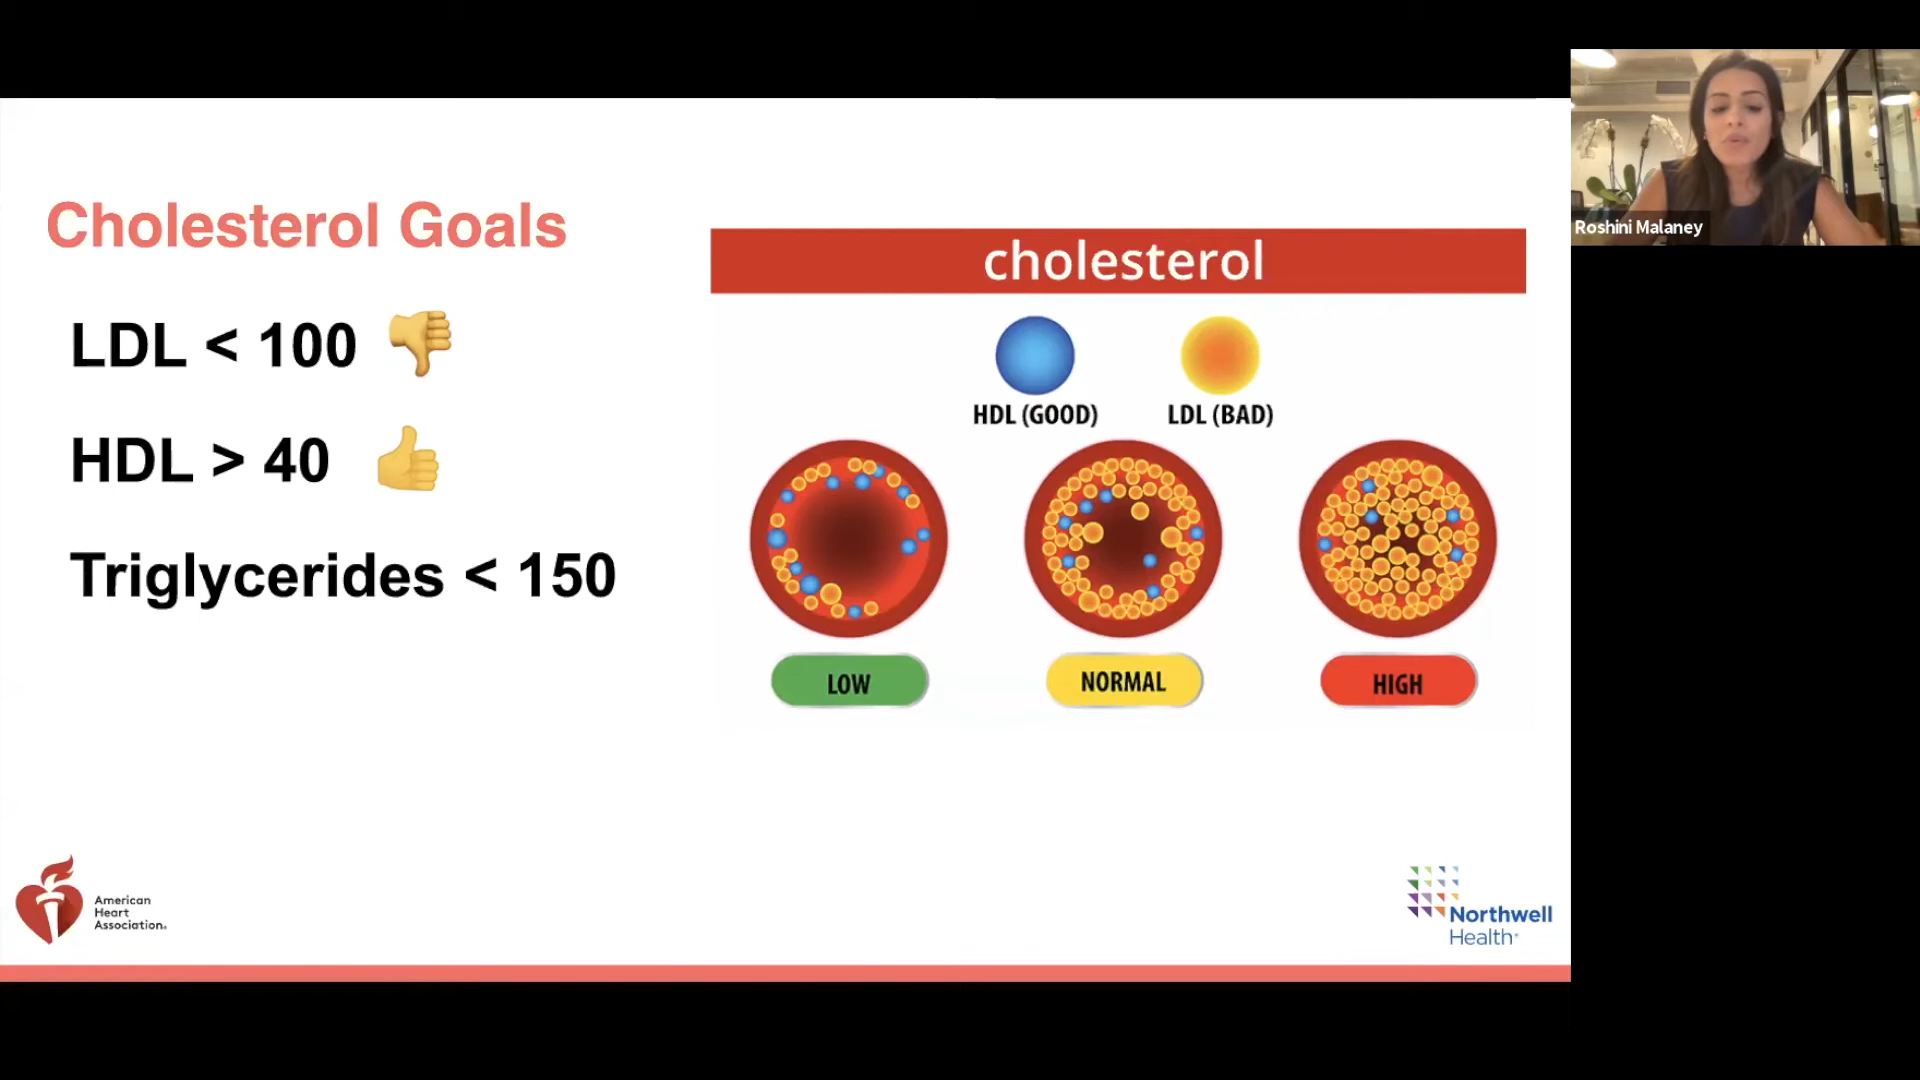 Cholesterol Goals
LDL < 100
HDL > 40
Triglycerides < 150
cholesterol
HDL (GOOD)
LDL (BAD)
LOW
NORMAL
HIGH
American
Heart
Association.
Northwell
Health
Roshini Malaney